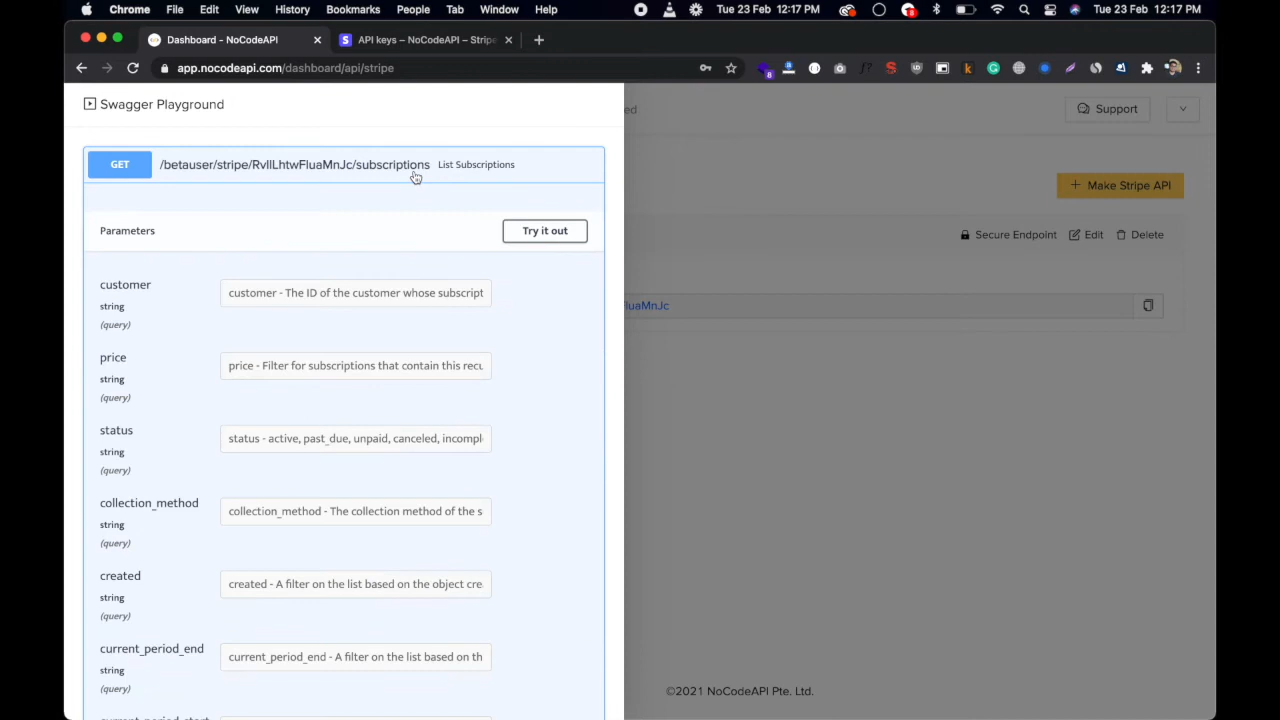 Chrome File Edit View History Bookmarks People Tab Window Help Tue 23 Feb 12:17 PM Tue 23 Feb 12:17 PM
Dashboard - NoCodeAPI
API keys – NoCodeAPI – Stripe
app.nocodeapi.com/dashboard/api/stripe
8
Swagger Playground
ed
Support
GET /betauser/stripe/RvllLhtwFluaMnJc/subscriptions List Subscriptions
Make Stripe API
Parameters
Try it out
Secure Endpoint Edit Delete
customer
string
(query)
customer - The ID of the customer whose subscript
FluaMnJc
price
string
(query)
price - Filter for subscriptions that contain this recu
status
string
(query)
status - active, past_due, unpaid, canceled, incompl
collection_method
string
(query)
collection_method - The collection method of the s
created
string
(query)
created - A filter on the list based on the object cre
current_period_end
string
(query)
current_period_end - A filter on the list based on th
©2021 NoCodeAPI Pte. Ltd.
current_period_start